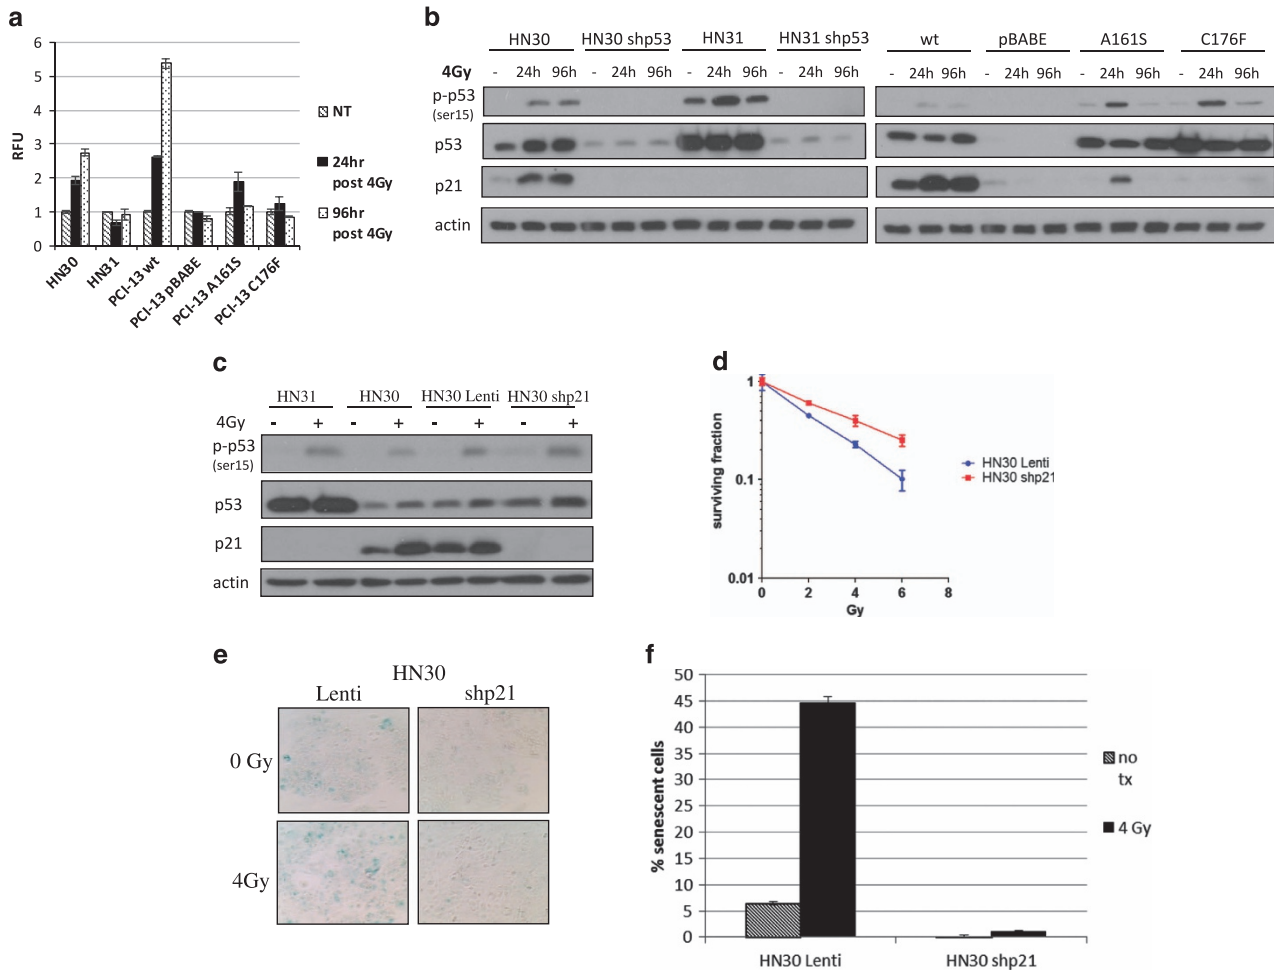 a
6
5
4
3
2
1
0
RFU
NT
24hr
post 4Gy
96hr
post 4Gy
HN30
HN31
PCI-13 wt
PCI-13 pBABE
PCI-13 A161S
PCI-13 C176F
b
HN30 HN30 shp53 HN31 HN31 shp53 wt pBABE A161S C176F
4Gy - 24h 96h - 24h 96h - 24h 96h - 24h 96h - 24h 96h - 24h 96h - 24h 96h - 24h 96h
p-p53
(ser15)
p53
p21
actin
c
HN31 HN30 HN30 Lenti HN30 shp21
4Gy - + - + - + - +
p-p53
(ser15)
p53
p21
actin
d
1
0.1
0.01
surviving fraction
0 2 4 6 8
Gy
HN30 Lenti
HN30 shp21
e
HN30
Lenti shp21
0 Gy
4Gy
f
50
45
40
35
30
25
20
15
10
5
0
% senescent cells
no
tx
4 Gy
HN30 Lenti HN30 shp21